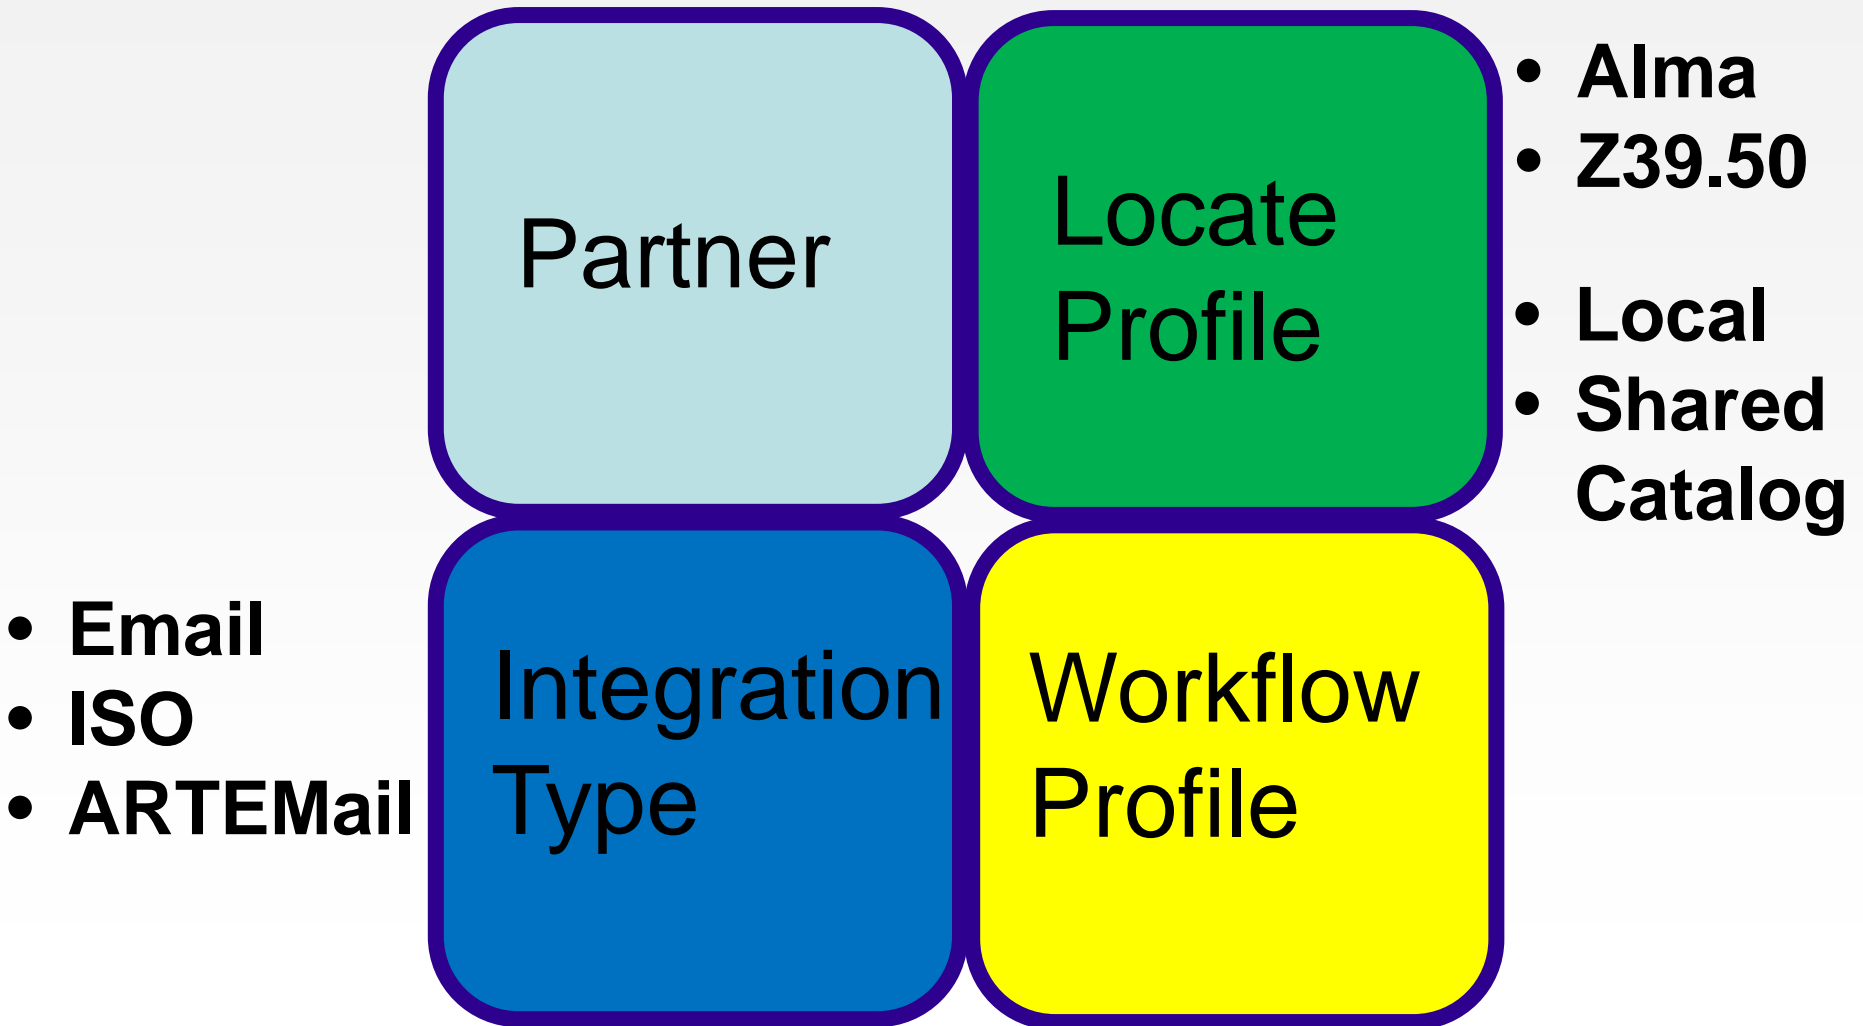 Partner
Locate
Profile
• Alma
• Z39.50
• Local
• Shared
Catalog
• Email
• ISO
• ARTEMail
Integration
Type
Workflow
Profile